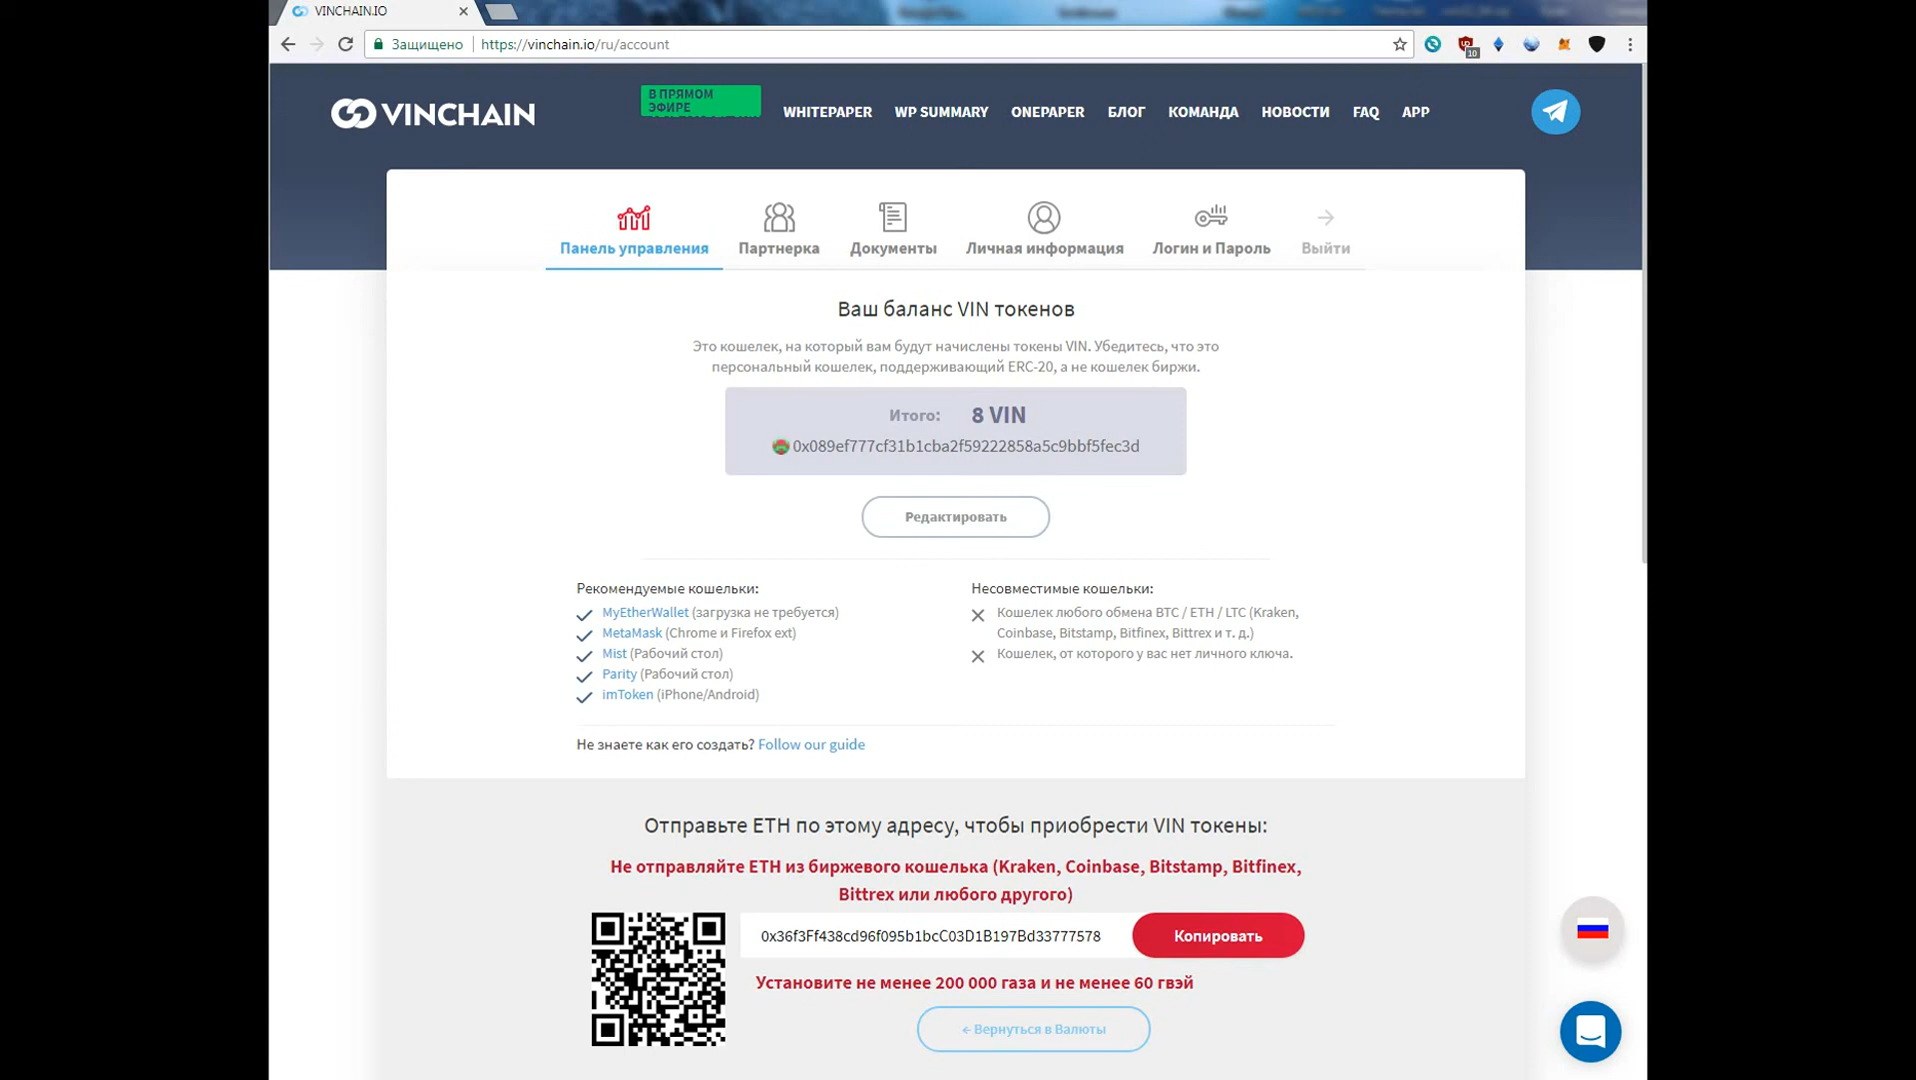 VINCHAIN.IO
Защищено
https://vinchain.io/ru/account
10
VINCHAIN
В ПРЯМОМ
ЭФИРЕ
WHITEPAPER
WP SUMMARY
ONEPAPER
БЛОГ
КОМАНДА
НОВОСТИ
FAQ
APP
Панель управления
Партнерка
Документы
Личная информация
Логин и Пароль
Выйти
Ваш баланс VIN токенов
Это кошелек, на который вам будут начислены токены VIN. Убедитесь, что это
персональный кошелек, поддерживающий ERC-20, а не кошелек биржи.
Итого: 8 VIN
0x089ef777cf31b1cba2f59222858a5c9bbf5fec3d
Редактировать
Рекомендуемые кошельки:
MyEtherWallet (загрузка не требуется)
MetaMask (Chrome и Firefox ext)
Mist (Рабочий стол)
Parity (Рабочий стол)
imToken (iPhone/Android)
Несовместимые кошельки:
Кошелек любого обмена BTC / ETH / LTC (Kraken,
Coinbase, Bitstamp, Bitfinex, Bittrex и т. д.)
Кошелек, от которого у вас нет личного ключа.
Не знаете как его создать? Follow our guide
Отправьте ETH по этому адресу, чтобы приобрести VIN токены:
Не отправляйте ETH из биржевого кошелька (Kraken, Coinbase, Bitstamp, Bitfinex,
Bittrex или любого другого)
0x36f3Ff438cd96f095b1bcC03D1B197Bd33777578
Копировать
Установите не менее 200 000 газа и не менее 60 гвэй
← Вернуться в Валюты